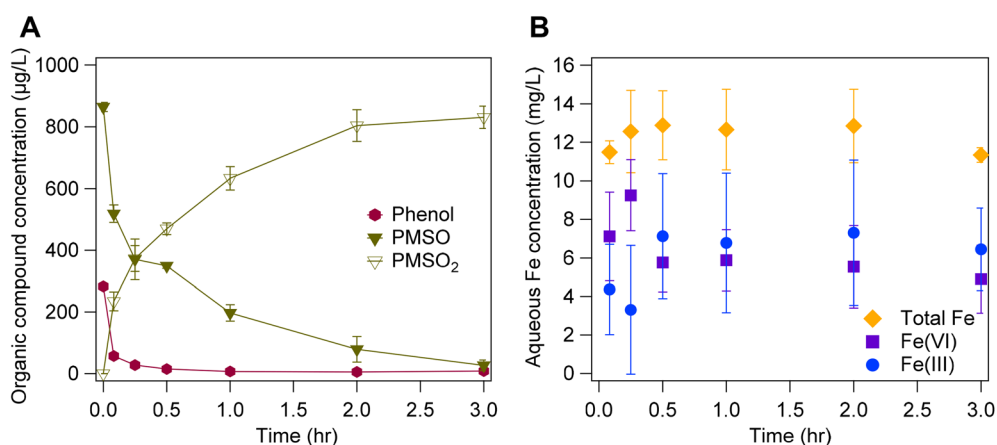 A
Organic compound concentration (µg/L)
1000
800
600
400
200
0
Phenol
PMSO
PMSO₂
0.0 0.5 1.0 1.5 2.0 2.5 3.0
Time (hr)
B
Aqueous Fe concentration (mg/L)
16
14
12
10
8
6
4
2
0
Total Fe
Fe(VI)
Fe(III)
0.0 0.5 1.0 1.5 2.0 2.5 3.0
Time (hr)